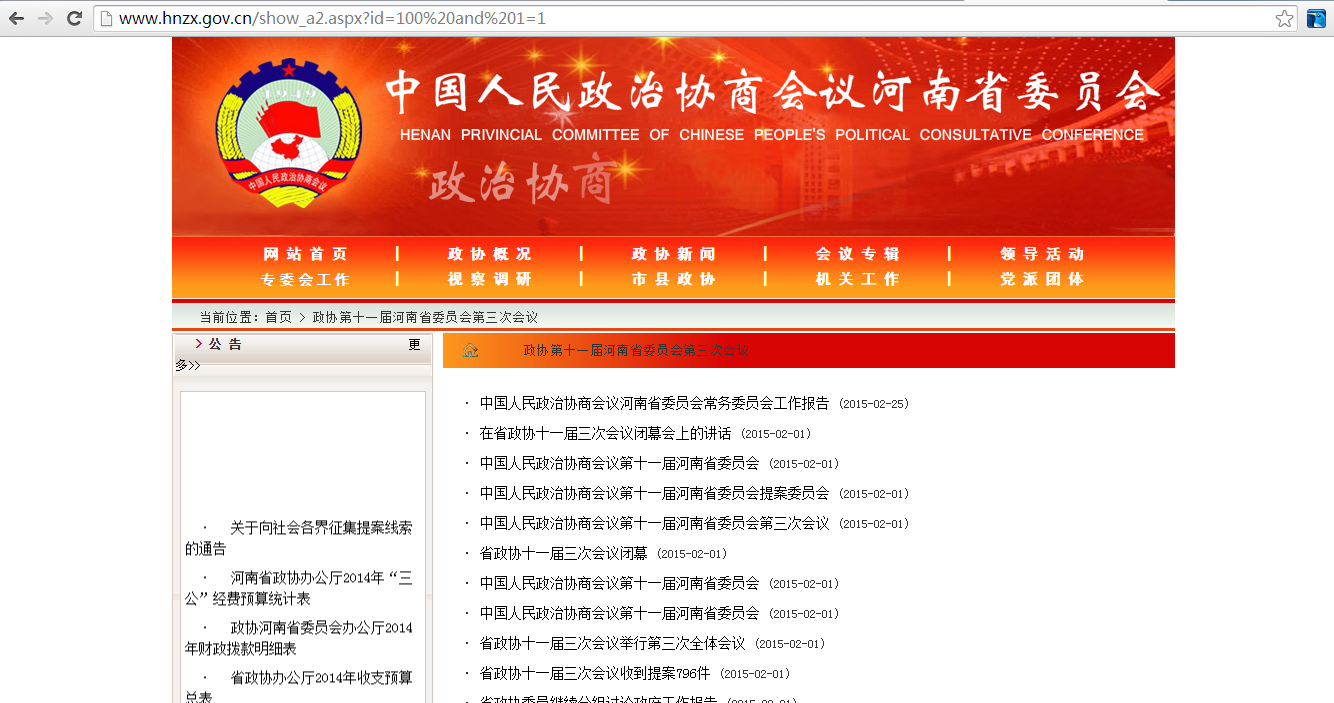 www.hnzx.gov.cn/show_a2.aspx?id=100%20and%201=1
1949
中国人民政治协商会议
中国人民政治协商会议河南省委员会
HENAN PRIVINCIAL COMMITTEE OF CHINESE PEOPLE'S POLITICAL CONSULTATIVE CONFERENCE
政治协商
网站首页 | 政协概况 | 政协新闻 | 会议专辑 | 领导活动
专委会工作 | 视察调研 | 市县政协 | 机关工作 | 党派团体
当前位置：首页 > 政协第十一届河南省委员会第三次会议
公 告 更
多>>
· 关于向社会各界征集提案线索
的通告
· 河南省政协办公厅2014年“三
公”经费预算统计表
· 政协河南省委员会办公厅2014
年财政拨款明细表
· 省政协办公厅2014年收支预算
总表
政协第十一届河南省委员会第三次会议
· 中国人民政治协商会议河南省委员会常务委员会工作报告 (2015-02-25)
· 在省政协十一届三次会议闭幕会上的讲话 (2015-02-01)
· 中国人民政治协商会议第十一届河南省委员会 (2015-02-01)
· 中国人民政治协商会议第十一届河南省委员会提案委员会 (2015-02-01)
· 中国人民政治协商会议第十一届河南省委员会第三次会议 (2015-02-01)
· 省政协十一届三次会议闭幕 (2015-02-01)
· 中国人民政治协商会议第十一届河南省委员会 (2015-02-01)
· 中国人民政治协商会议第十一届河南省委员会 (2015-02-01)
· 省政协十一届三次会议举行第三次全体会议 (2015-02-01)
· 省政协十一届三次会议收到提案796件 (2015-02-01)
· 省政协委员继续分组讨论政府工作报告 (2015-02-01)